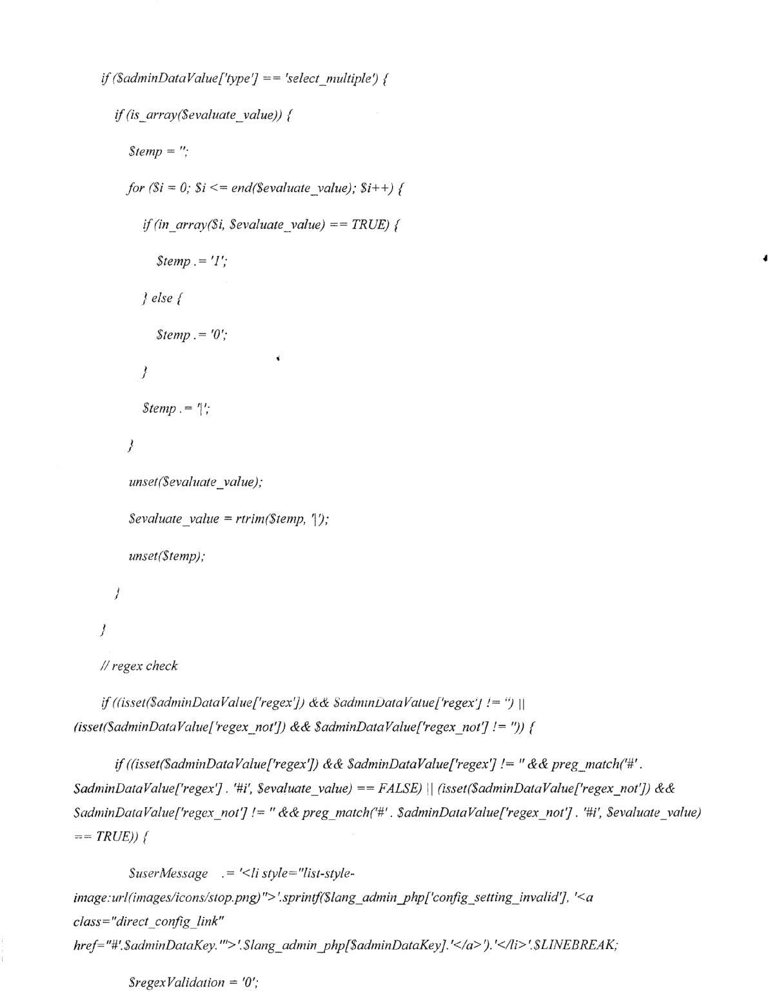 if ($adminDataValue['type'] == 'select_multiple') {
if (is_array($evaluate_value)) {
$temp = '';
for ($i = 0; $i <= end($evaluate_value); $i++) {
if (in_array($i, $evaluate_value) == TRUE) {
$temp .= '1';
} else {
$temp .= '0';
}
$temp .= '|';
}
unset($evaluate_value);
$evaluate_value = rtrim($temp, '|');
unset($temp);
}
}
// regex check
if ((isset($adminDataValue['regex']) && $adminDataValue['regex'] != '') ||
(isset($adminDataValue['regex_not']) && $adminDataValue['regex_not'] != '')) {
if ((isset($adminDataValue['regex']) && $adminDataValue['regex'] != '' && preg_match('#' .
$adminDataValue['regex'] . '#i', $evaluate_value) == FALSE) || (isset($adminDataValue['regex_not']) &&
$adminDataValue['regex_not'] != '' && preg_match('#' . $adminDataValue['regex_not'] . '#i', $evaluate_value)
== TRUE)) {
$userMessage .= '<li style="list-style-
image:url(images/icons/stop.png)">'.sprintf($lang_admin_php['config_setting_invalid'], '<a
class="direct_config_link"
href="#'.$adminDataKey.'">'.$lang_admin_php[$adminDataKey].'</a>').'</li>'.$LINEBREAK;
$regexValidation = '0';